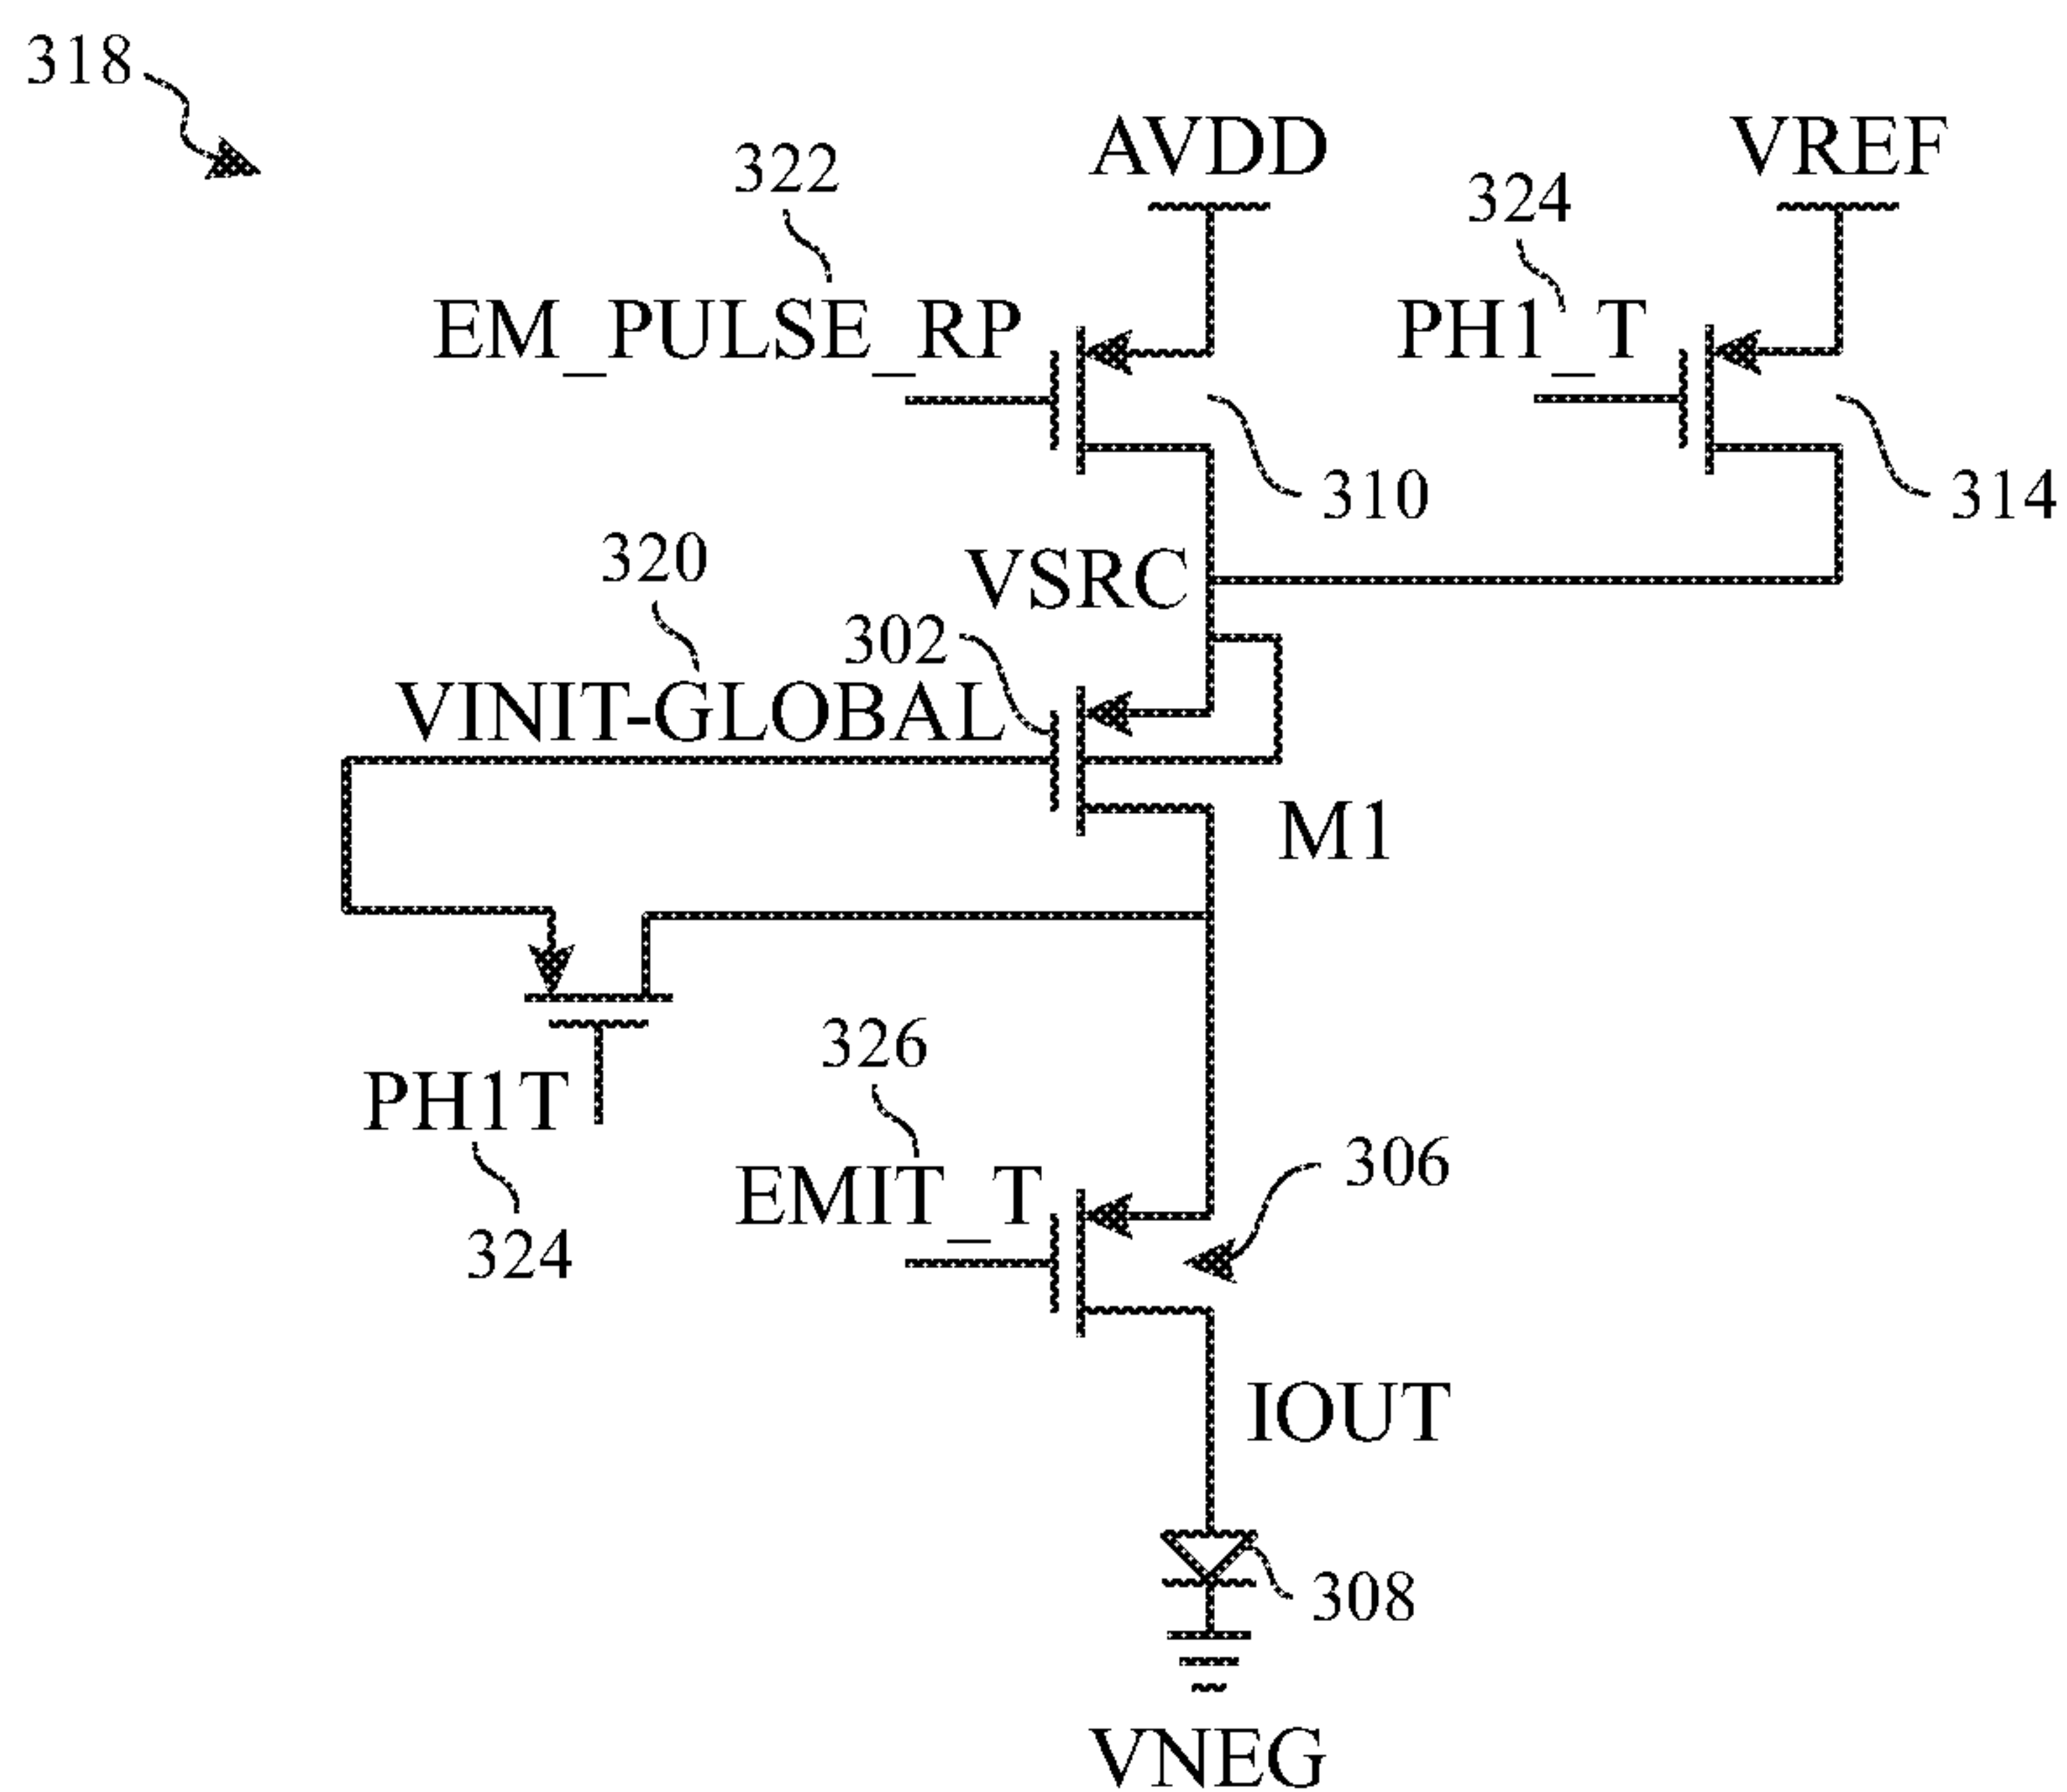 318
AVDD
VREF
322
324
EM_PULSE_RP
PH1_T
310
314
320
VSRC
302
VINIT-GLOBAL
M1
326
PH1T
306
EMIT_T
324
IOUT
308
VNEG